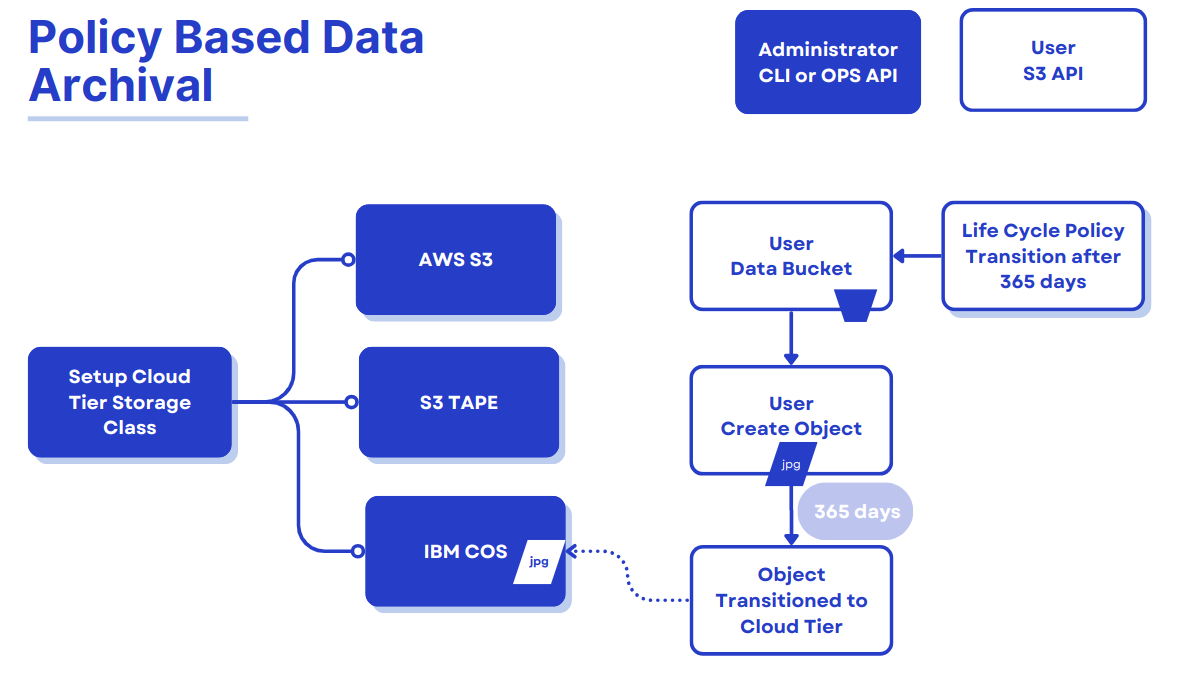 Policy Based Data
Archival
Administrator
CLI or OPS API
User
S3 API
AWS S3
Setup Cloud
Tier Storage
Class
S3 TAPE
IBM COS
jpg
User
Data Bucket
Life Cycle Policy
Transition after
365 days
User
Create Object
jpg
365 days
Object
Transitioned to
Cloud Tier